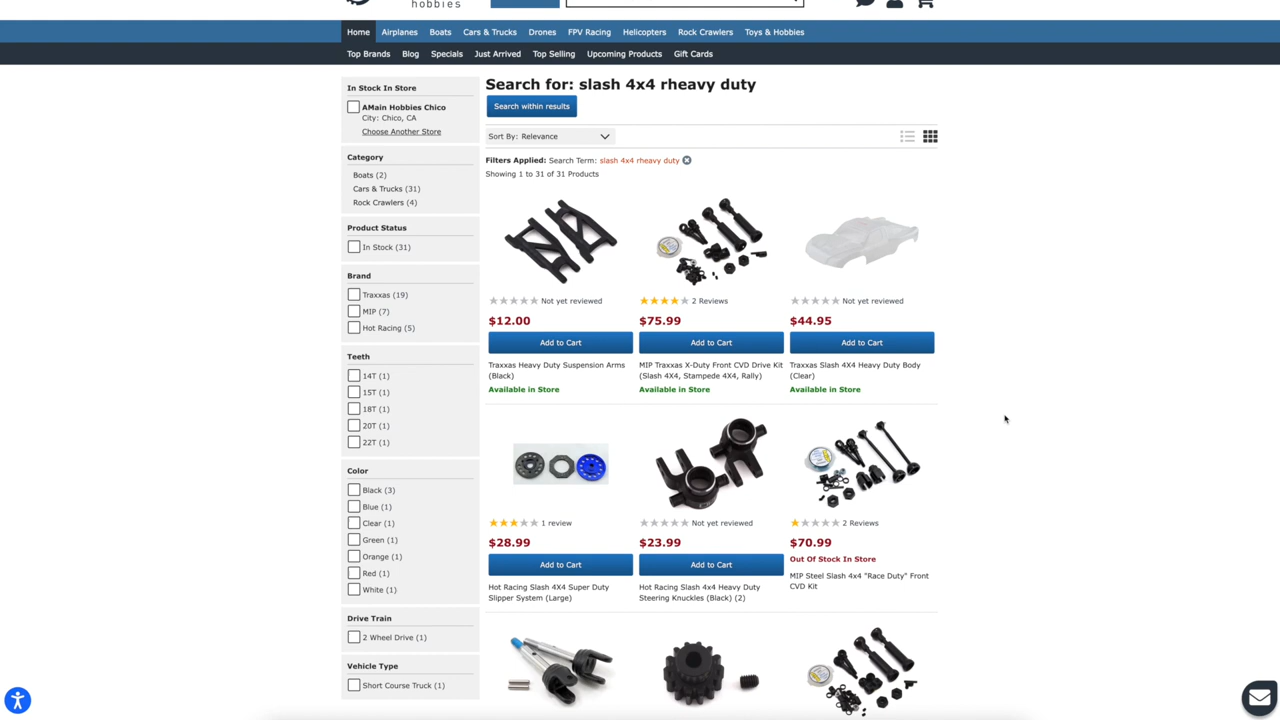 hobbies
Home Airplanes Boats Cars & Trucks Drones FPV Racing Helicopters Rock Crawlers Toys & Hobbies
Top Brands Blog Specials Just Arrived Top Selling Upcoming Products Gift Cards
In Stock In Store
AMain Hobbies Chico
City: Chico, CA
Choose Another Store
Category
Boats (2)
Cars & Trucks (31)
Rock Crawlers (4)
Product Status
In Stock (31)
Brand
Traxxas (19)
MIP (7)
Hot Racing (5)
Teeth
14T (1)
15T (1)
18T (1)
20T (1)
22T (1)
Color
Black (3)
Blue (1)
Clear (1)
Green (1)
Orange (1)
Red (1)
White (1)
Drive Train
2 Wheel Drive (1)
Vehicle Type
Short Course Truck (1)
Search for: slash 4x4 rheavy duty
Search within results
Sort By: Relevance
Filters Applied: Search Term: slash 4x4 rheavy duty
Showing 1 to 31 of 31 Products
Not yet reviewed
$12.00
Add to Cart
Traxxas Heavy Duty Suspension Arms
(Black)
Available in Store
2 Reviews
$75.99
Add to Cart
MIP Traxxas X-Duty Front CVD Drive Kit
(Slash 4X4, Stampede 4X4, Rally)
Available in Store
Not yet reviewed
$44.95
Add to Cart
Traxxas Slash 4X4 Heavy Duty Body
(Clear)
Available in Store
1 review
$28.99
Add to Cart
Hot Racing Slash 4X4 Super Duty
Slipper System (Large)
Not yet reviewed
$23.99
Add to Cart
Hot Racing Slash 4x4 Heavy Duty
Steering Knuckles (Black) (2)
2 Reviews
$70.99
Out Of Stock In Store
MIP Steel Slash 4x4 "Race Duty" Front
CVD Kit